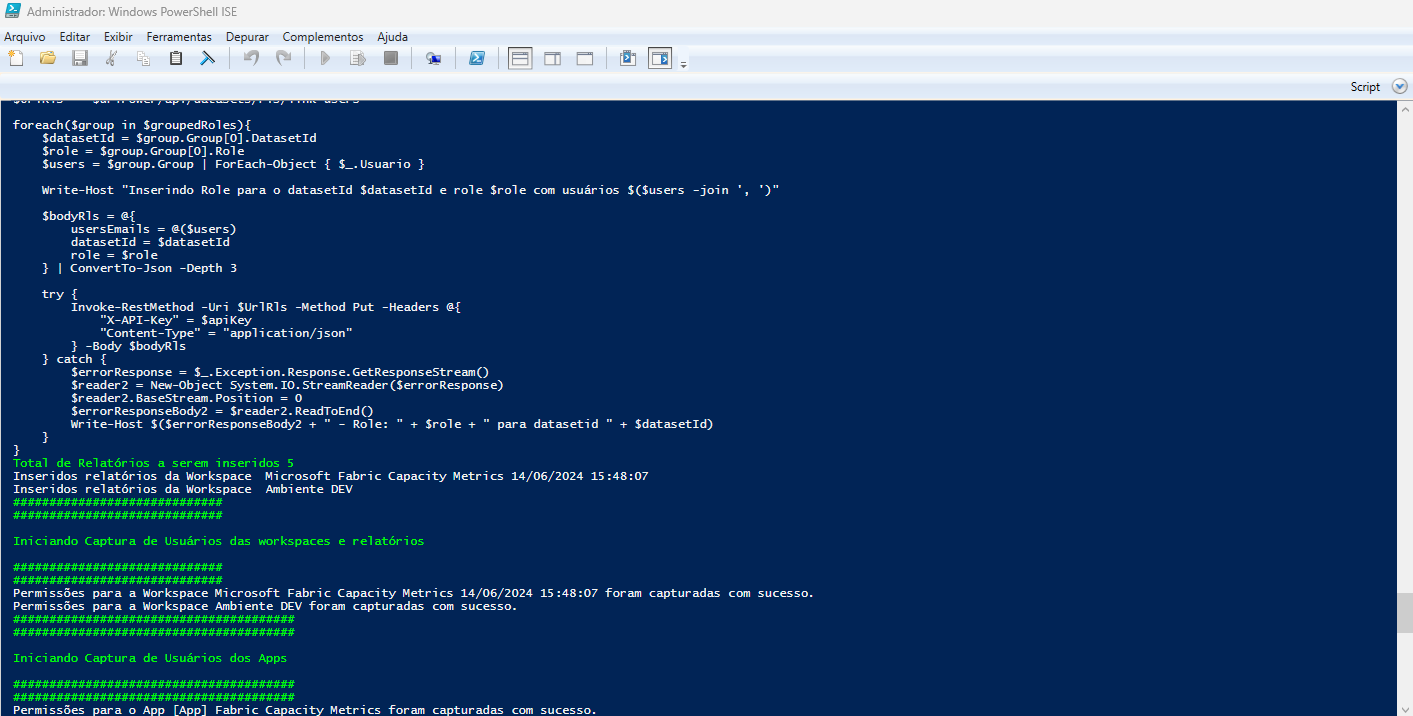 Administrador: Windows PowerShell ISE
Arquivo Editar Exibir Ferramentas Depurar Complementos Ajuda
Script
foreach($group in $groupedRoles){
    $datasetId = $group.Group[0].DatasetId
    $role = $group.Group[0].Role
    $users = $group.Group | ForEach-Object { $_.Usuario }
    Write-Host "Inserindo Role para o datasetId $datasetId e role $role com usuários $($users -join ', ')"
    $bodyRls = @{
        usersEmails = @($users)
        datasetId = $datasetId
        role = $role
    } | ConvertTo-Json -Depth 3
    try {
        Invoke-RestMethod -Uri $UrlRls -Method Put -Headers @{
            "X-API-Key" = $apiKey
            "Content-Type" = "application/json"
        } -Body $bodyRls
    } catch {
        $errorResponse = $_.Exception.Response.GetResponseStream()
        $reader2 = New-Object System.IO.StreamReader($errorResponse)
        $reader2.BaseStream.Position = 0
        $errorResponseBody2 = $reader2.ReadToEnd()
        Write-Host $($errorResponseBody2 + " - Role: " + $role + " para datasetid " + $datasetId)
    }
}
Total de Relatórios a serem inseridos 5
Inseridos relatórios da Workspace  Microsoft Fabric Capacity Metrics 14/06/2024 15:48:07
Inseridos relatórios da Workspace  Ambiente DEV
#############################
#############################
Iniciando Captura de Usuários das workspaces e relatórios
#############################
#############################
Permissões para a Workspace Microsoft Fabric Capacity Metrics 14/06/2024 15:48:07 foram capturadas com sucesso.
Permissões para a Workspace Ambiente DEV foram capturadas com sucesso.
#######################################
#######################################
Iniciando Captura de Usuários dos Apps
#######################################
#######################################
Permissões para o App [App] Fabric Capacity Metrics foram capturadas com sucesso.